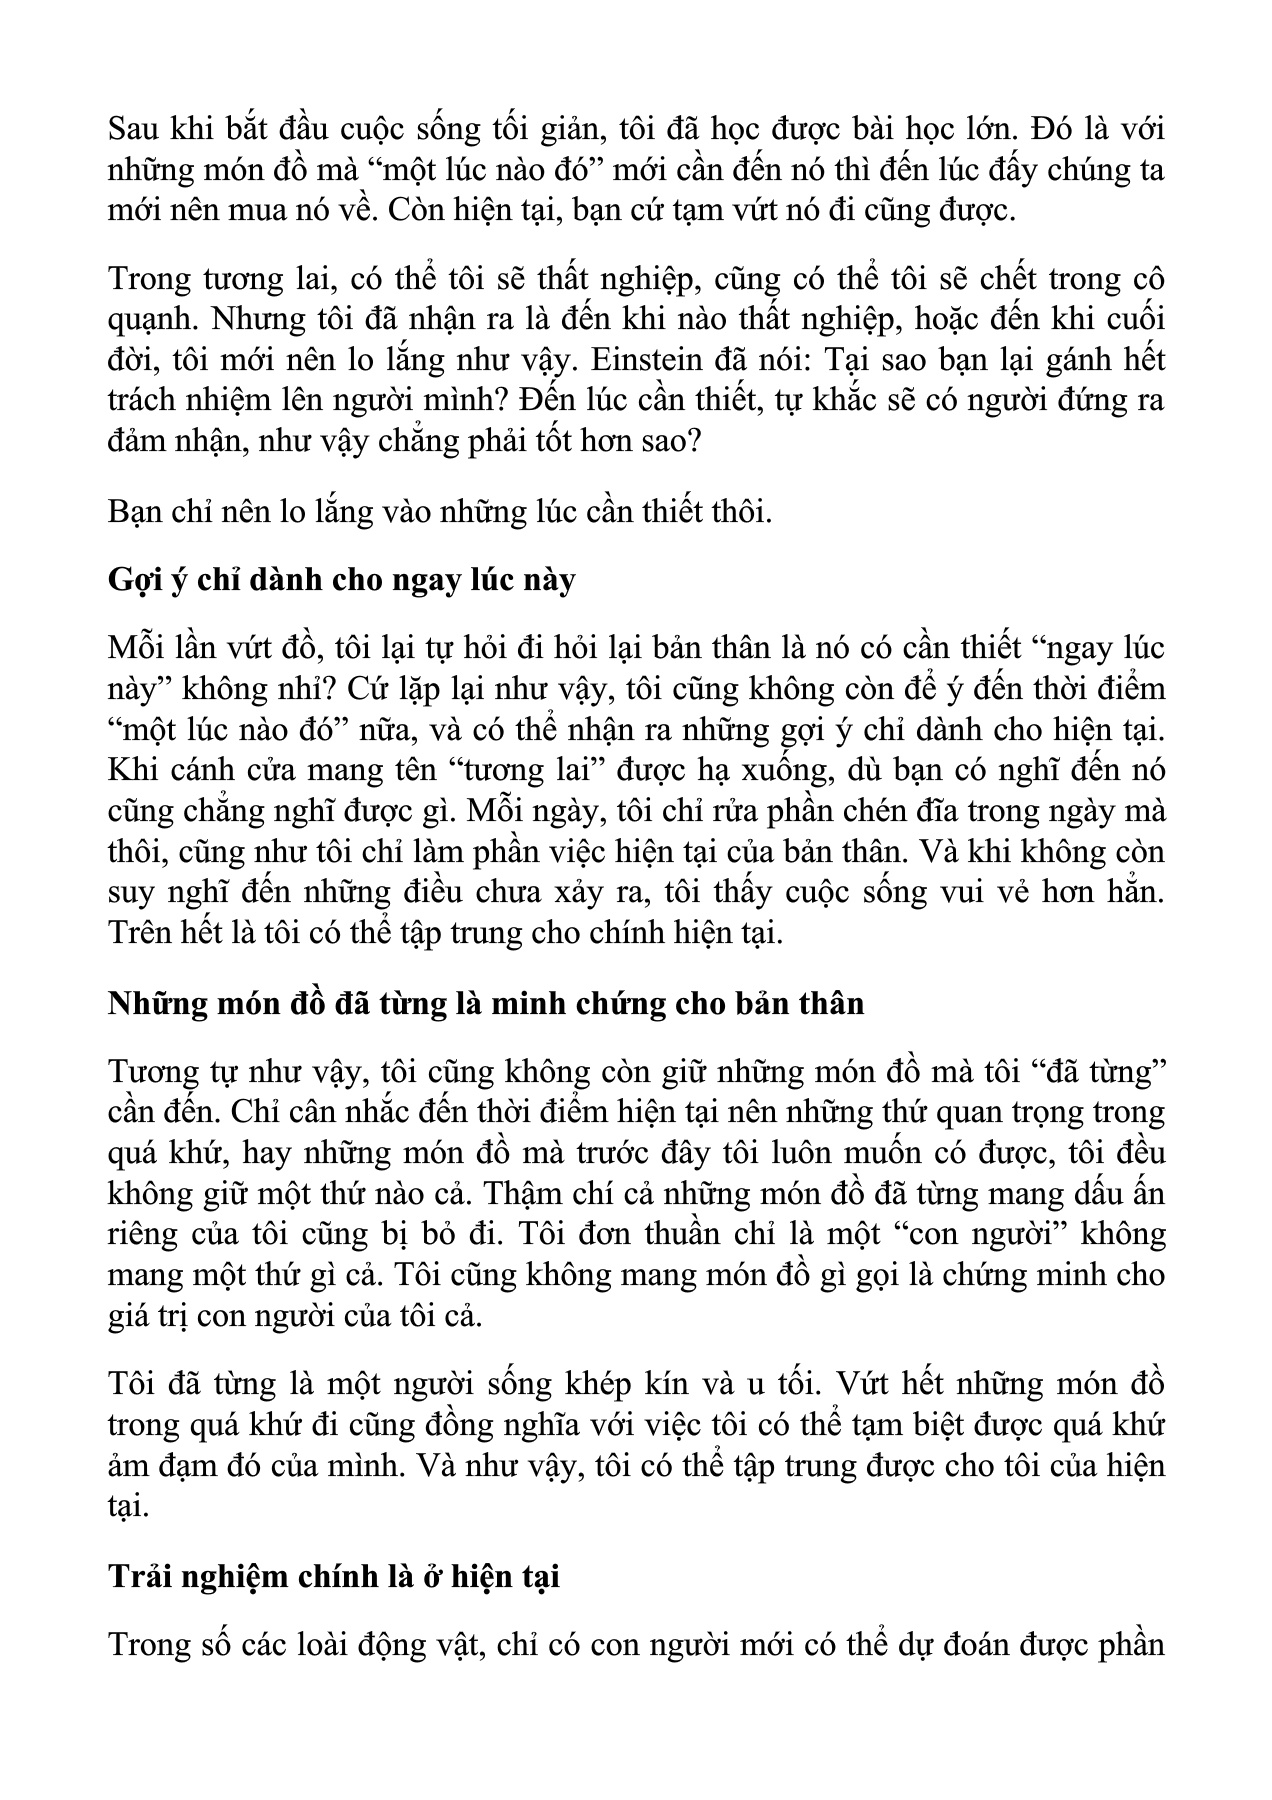 Sau khi bắt đầu cuộc sống tối giản, tôi đã học được bài học lớn. Đó là với
những món đồ mà “một lúc nào đó” mới cần đến nó thì đến lúc đấy chúng ta
mới nên mua nó về. Còn hiện tại, bạn cứ tạm vứt nó đi cũng được.
Trong tương lai, có thể tôi sẽ thất nghiệp, cũng có thể tôi sẽ chết trong cô
quạnh. Nhưng tôi đã nhận ra là đến khi nào thất nghiệp, hoặc đến khi cuối
đời, tôi mới nên lo lắng như vậy. Einstein đã nói: Tại sao bạn lại gánh hết
trách nhiệm lên người mình? Đến lúc cần thiết, tự khắc sẽ có người đứng ra
đảm nhận, như vậy chẳng phải tốt hơn sao?
Bạn chỉ nên lo lắng vào những lúc cần thiết thôi.
Gợi ý chỉ dành cho ngay lúc này
Mỗi lần vứt đồ, tôi lại tự hỏi đi hỏi lại bản thân là nó có cần thiết “ngay lúc
này” không nhỉ? Cứ lặp lại như vậy, tôi cũng không còn để ý đến thời điểm
“một lúc nào đó” nữa, và có thể nhận ra những gợi ý chỉ dành cho hiện tại.
Khi cánh cửa mang tên “tương lai” được hạ xuống, dù bạn có nghĩ đến nó
cũng chẳng nghĩ được gì. Mỗi ngày, tôi chỉ rửa phần chén đĩa trong ngày mà
thôi, cũng như tôi chỉ làm phần việc hiện tại của bản thân. Và khi không còn
suy nghĩ đến những điều chưa xảy ra, tôi thấy cuộc sống vui vẻ hơn hẳn.
Trên hết là tôi có thể tập trung cho chính hiện tại.
Những món đồ đã từng là minh chứng cho bản thân
Tương tự như vậy, tôi cũng không còn giữ những món đồ mà tôi “đã từng”
cần đến. Chỉ cân nhắc đến thời điểm hiện tại nên những thứ quan trọng trong
quá khứ, hay những món đồ mà trước đây tôi luôn muốn có được, tôi đều
không giữ một thứ nào cả. Thậm chí cả những món đồ đã từng mang dấu ấn
riêng của tôi cũng bị bỏ đi. Tôi đơn thuần chỉ là một “con người” không
mang một thứ gì cả. Tôi cũng không mang món đồ gì gọi là chứng minh cho
giá trị con người của tôi cả.
Tôi đã từng là một người sống khép kín và u tối. Vứt hết những món đồ
trong quá khứ đi cũng đồng nghĩa với việc tôi có thể tạm biệt được quá khứ
ảm đạm đó của mình. Và như vậy, tôi có thể tập trung được cho tôi của hiện
tại.
Trải nghiệm chính là ở hiện tại
Trong số các loài động vật, chỉ có con người mới có thể dự đoán được phần